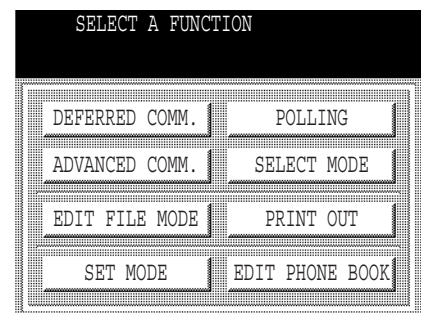 SELECT A FUNCTION
DEFERRED COMM. POLLING
ADVANCED COMM. SELECT MODE
EDIT FILE MODE PRINT OUT
SET MODE EDIT PHONE BOOK